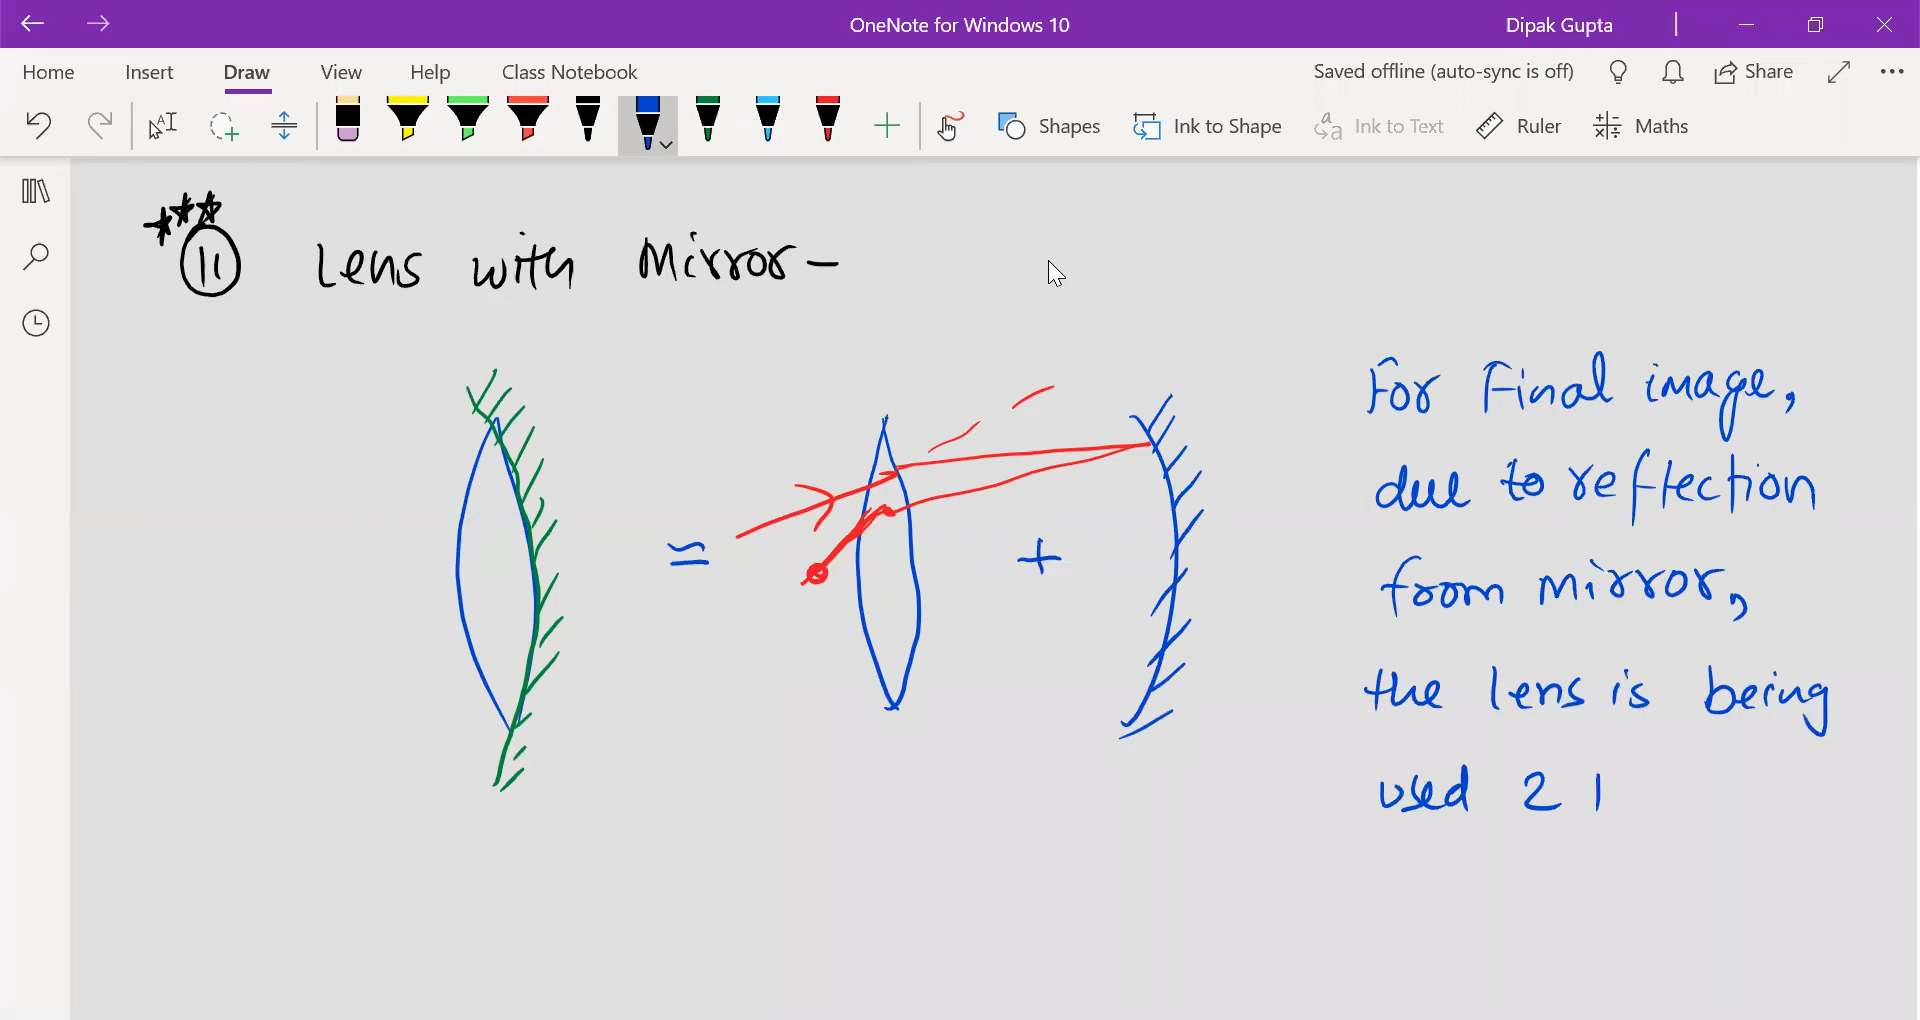 OneNote for Windows 10
Dipak Gupta
Home Insert Draw View Help Class Notebook
Saved offline (auto-sync is off) Share
Shapes Ink to Shape Ink to Text Ruler Maths
*** 11 Lens with Mirror -
≃ +
For Final image,
due to reflection
from mirror,
the lens is being
used 2 |